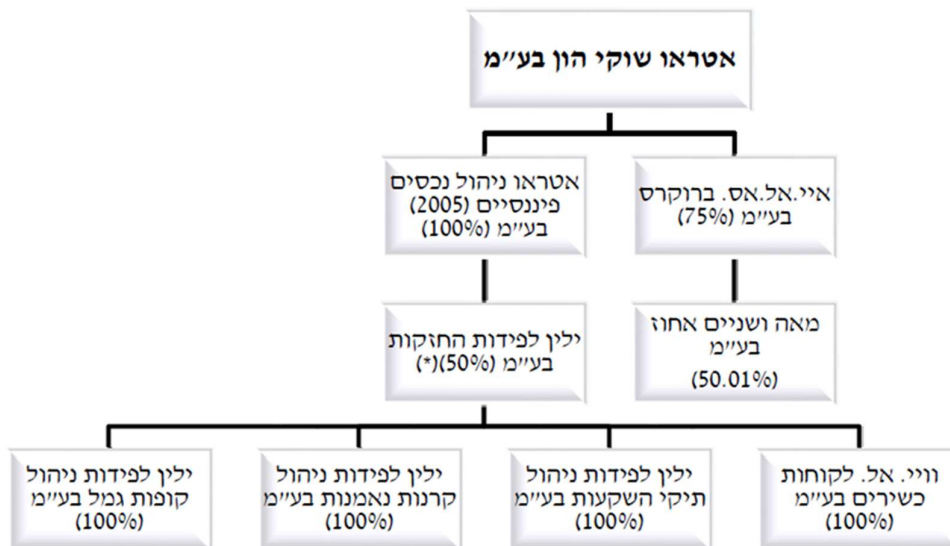 אטראו שוקי הון בע״מ
איי.אל.אס. ברוקרס
בע״מ (75%)
אטראו ניהול נכסים
פיננסיים (2005)
בע״מ (100%)
מאה ושניים אחוז
בע״מ
(50.01%)
ילין לפידות החזקות
בע״מ (50%)(*)
וויי. אל. לקוחות
כשירים בע״מ
(100%)
ילין לפידות ניהול
תיקי השקעות בע״מ
(100%)
ילין לפידות ניהול
קרנות נאמנות בע״מ
(100%)
ילין לפידות ניהול
קופות גמל בע״מ
(100%)